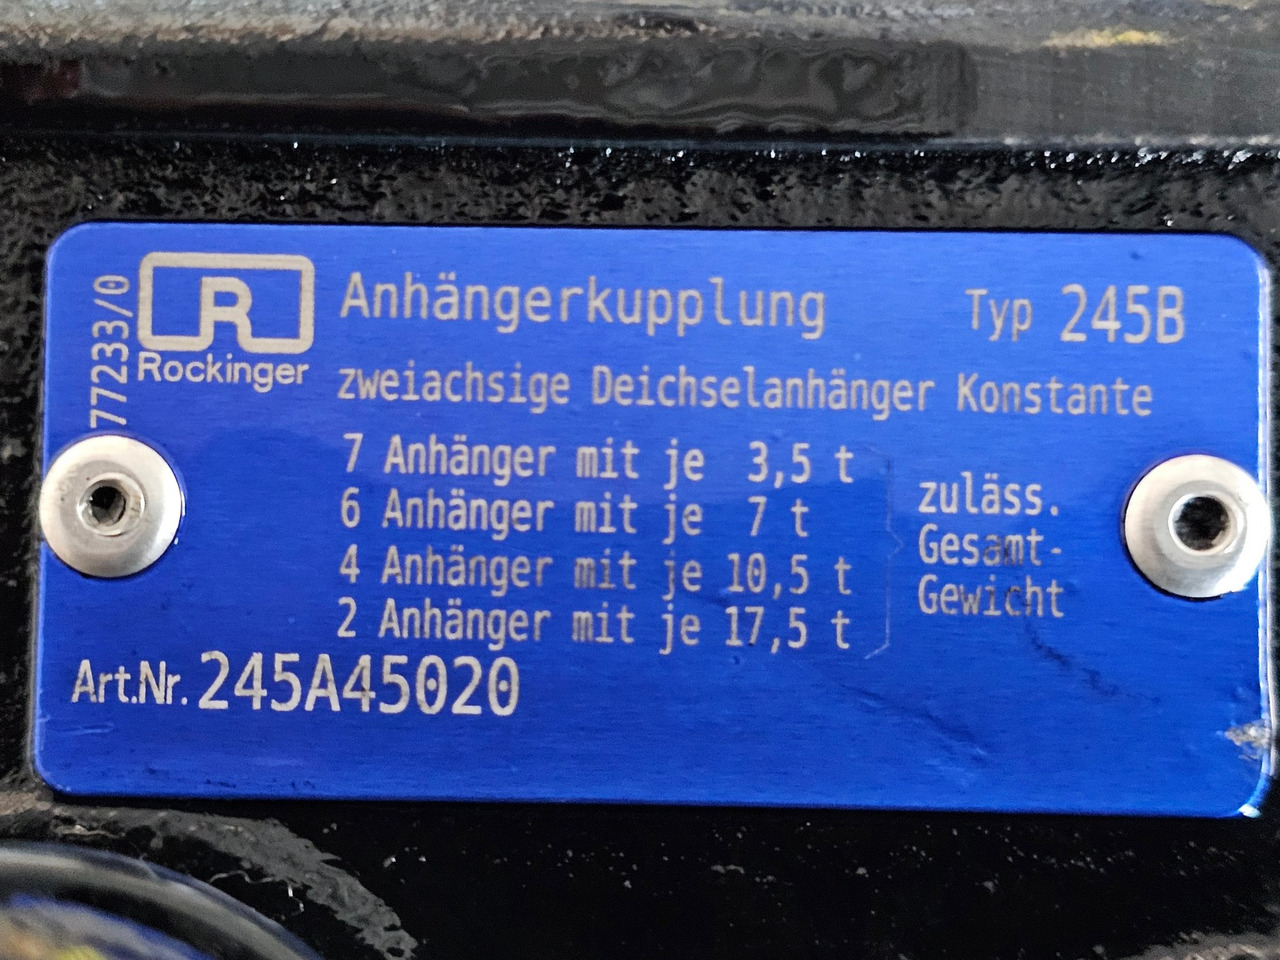 77233/0
R
Rockinger
Anhängerkupplung Typ 245B
zweiachsige Deichselanhänger Konstante
7 Anhänger mit je 3,5 t
6 Anhänger mit je 7 t
4 Anhänger mit je 10,5 t
2 Anhänger mit je 17,5 t
zuläss.
Gesamt-
Gewicht
Art.Nr. 245A45020